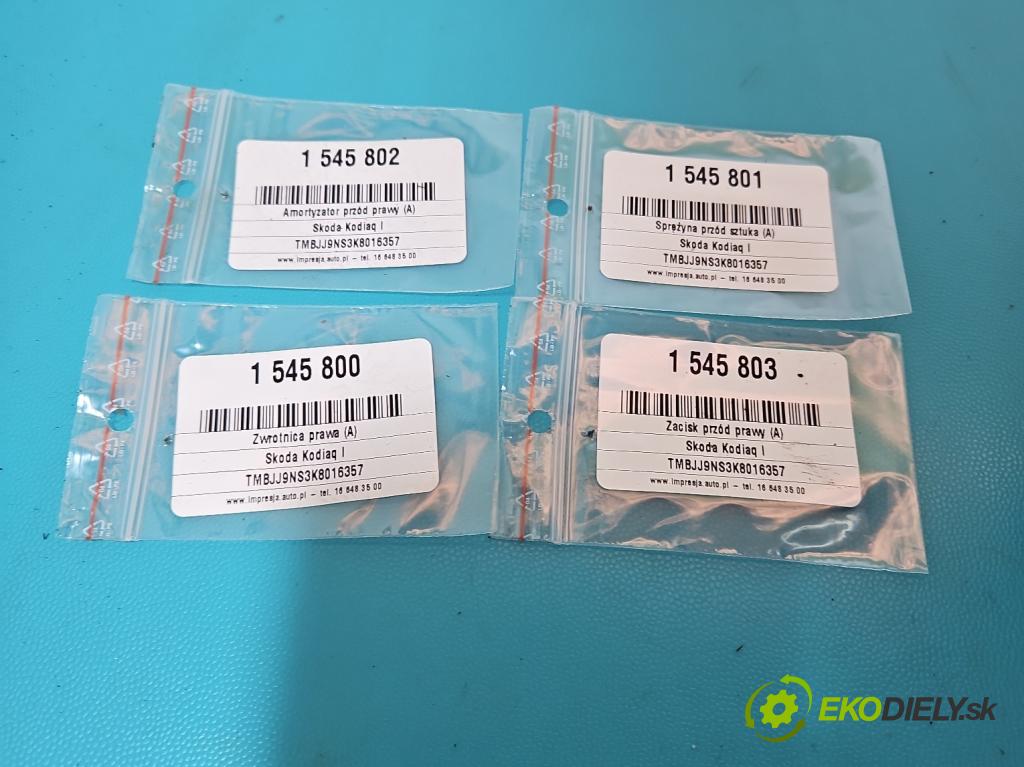 1 545 802
Amortyzator przód prawy (A)
Skoda Kodiaq I
TMBJJ9NS3K8016357
www.impresja.auto.pl – tel. 16 648 35 00
1 545 801
Sprężyna przód sztuka (A)
Skoda Kodiaq I
TMBJJ9NS3K8016357
www.impresja.auto.pl – tel. 16 648 35 00
1 545 800
Zwrotnica prawa (A)
Skoda Kodiaq I
TMBJJ9NS3K8016357
www.impresja.auto.pl – tel. 16 648 35 00
1 545 803
Zacisk przód prawy (A)
Skoda Kodiaq I
TMBJJ9NS3K8016357
www.impresja.auto.pl – tel. 16 648 35 00
EKODIELY.sk